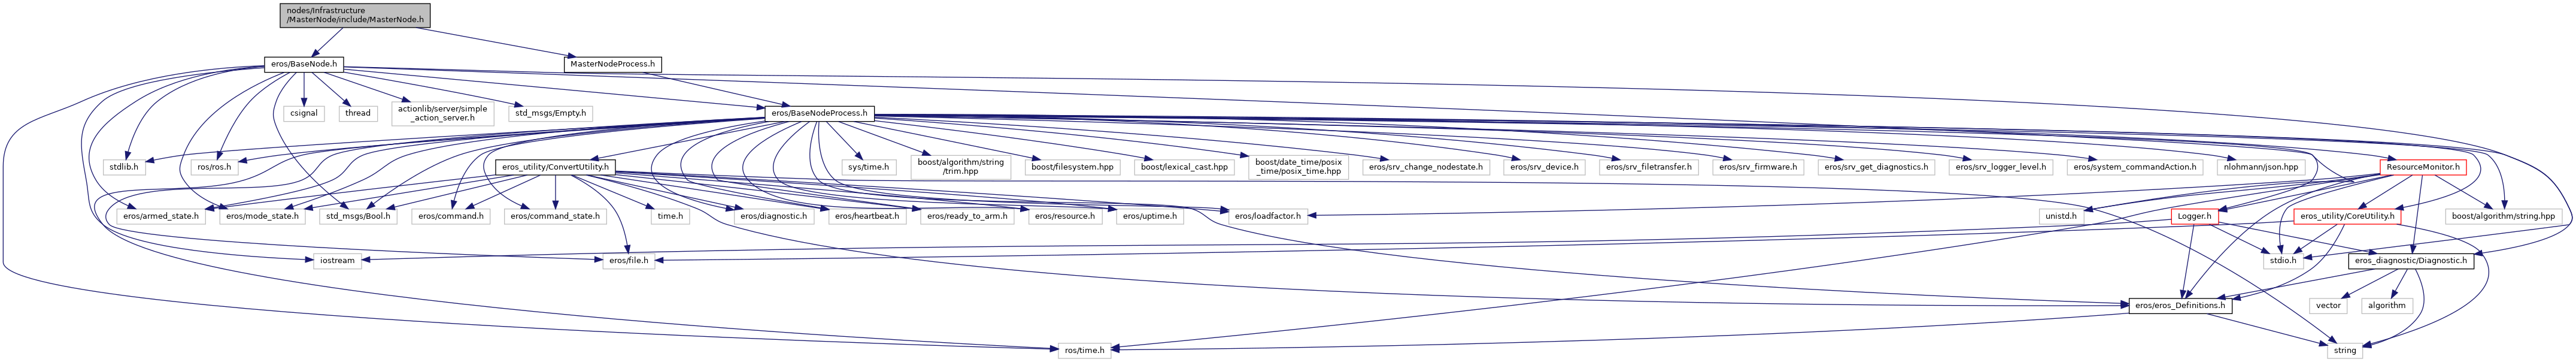 nodes/Infrastructure
/MasterNode/include/MasterNode.h
eros/BaseNode.h
MasterNodeProcess.h
csignal
thread
actionlib/server/simple
_action_server.h
std_msgs/Empty.h
eros/BaseNodeProcess.h
stdlib.h
ros/ros.h
eros_utility/ConvertUtility.h
sys/time.h
boost/algorithm/string
/trim.hpp
boost/filesystem.hpp
boost/lexical_cast.hpp
boost/date_time/posix
_time/posix_time.hpp
eros/srv_change_nodestate.h
eros/srv_device.h
eros/srv_filetransfer.h
eros/srv_firmware.h
eros/srv_get_diagnostics.h
eros/srv_logger_level.h
eros/system_commandAction.h
nlohmann/json.hpp
ResourceMonitor.h
eros/armed_state.h
eros/mode_state.h
std_msgs/Bool.h
eros/command.h
eros/command_state.h
time.h
eros/diagnostic.h
eros/heartbeat.h
eros/ready_to_arm.h
eros/resource.h
eros/uptime.h
eros/loadfactor.h
unistd.h
Logger.h
eros_utility/CoreUtility.h
boost/algorithm/string.hpp
iostream
eros/file.h
stdio.h
eros_diagnostic/Diagnostic.h
eros/eros_Definitions.h
vector
algorithm
ros/time.h
string